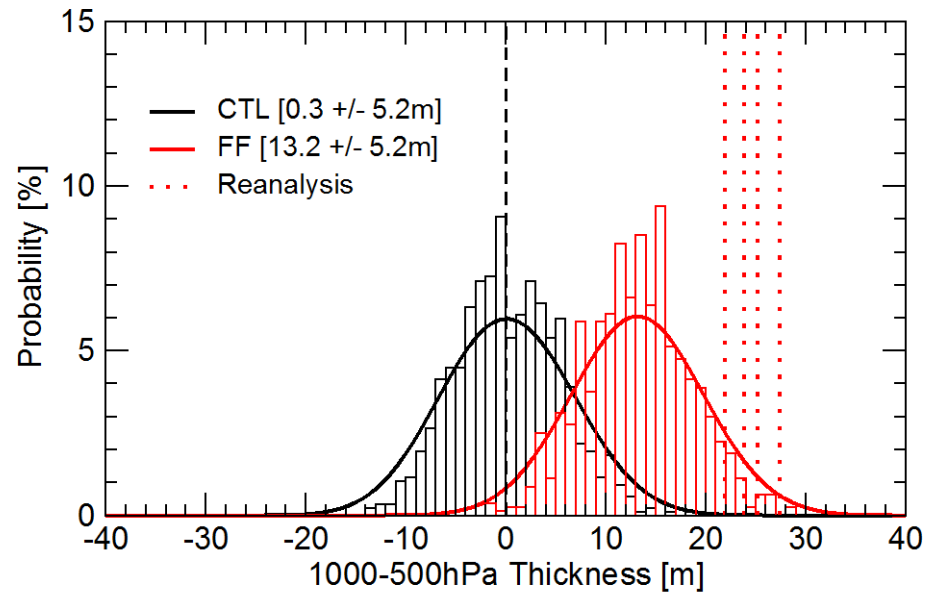 15
10
5
0
Probability [%]
CTL [0.3 +/- 5.2m]
FF [13.2 +/- 5.2m]
Reanalysis
-40 -30 -20 -10 0 10 20 30 40
1000-500hPa Thickness [m]